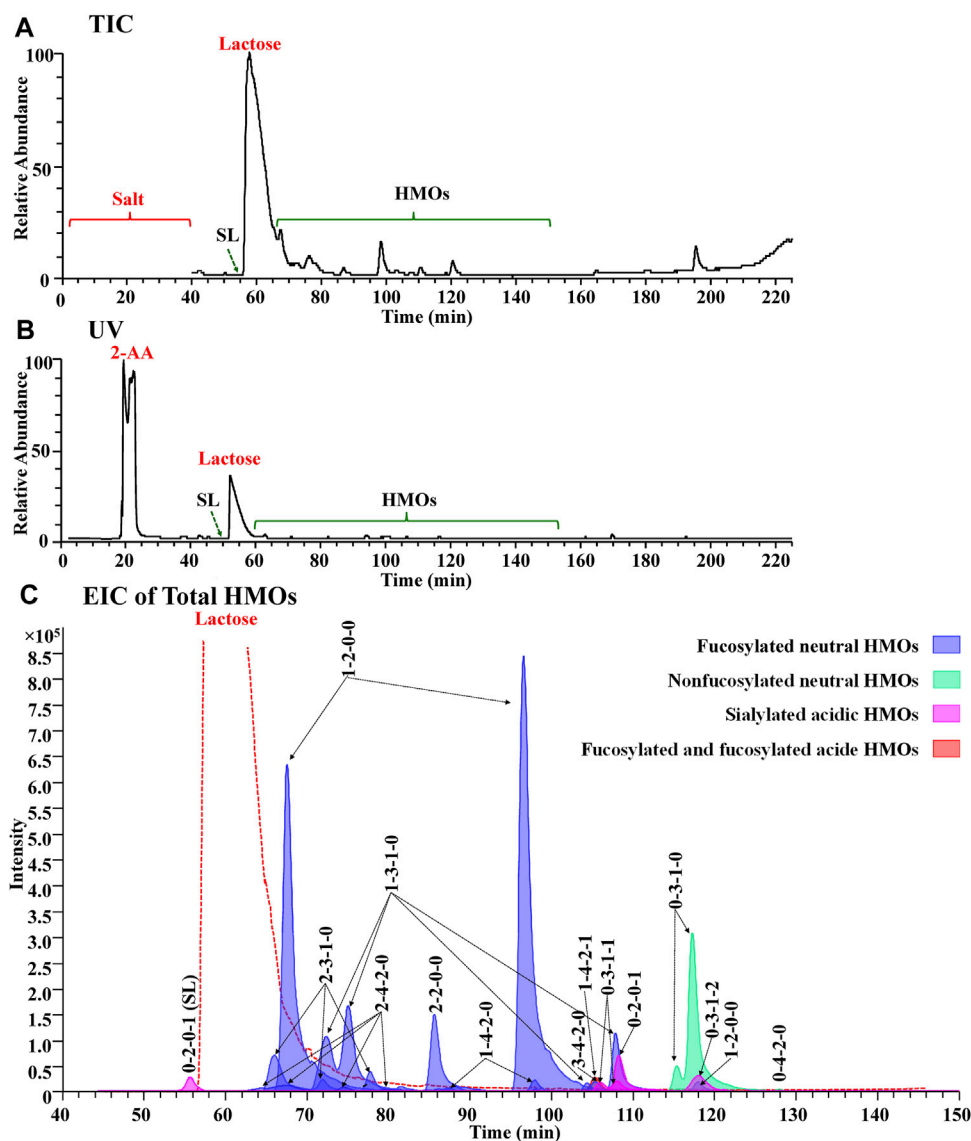 A TIC
Lactose
100
50
0
Relative Abundance
Salt
SL
HMOs
0 20 40 60 80 100 120 140 160 180 200 220
Time (min)
B UV
2-AA
100
50
0
Relative Abundance
Lactose
SL
HMOs
0 20 40 60 80 100 120 140 160 180 200 220
Time (min)
C EIC of Total HMOs
Lactose
×10⁵
8.5
8.0
7.5
7.0
6.5
6.0
5.5
5.0
4.5
4.0
3.5
3.0
2.5
2.0
1.5
1.0
0.5
0
Intensity
Fucosylated neutral HMOs
Nonfucosylated neutral HMOs
Sialylated acidic HMOs
Fucosylated and fucosylated acide HMOs
0-2-0-1 (SL)
1-2-0-0
2-3-1-0
1-3-1-0
2-4-2-0
2-2-0-0
1-4-2-0
3-4-2-0
1-4-2-1
0-3-1-1
0-2-0-1
0-3-1-0
0-3-1-2
1-2-0-0
0-4-2-0
40 50 60 70 80 90 100 110 120 130 140 150
Time (min)